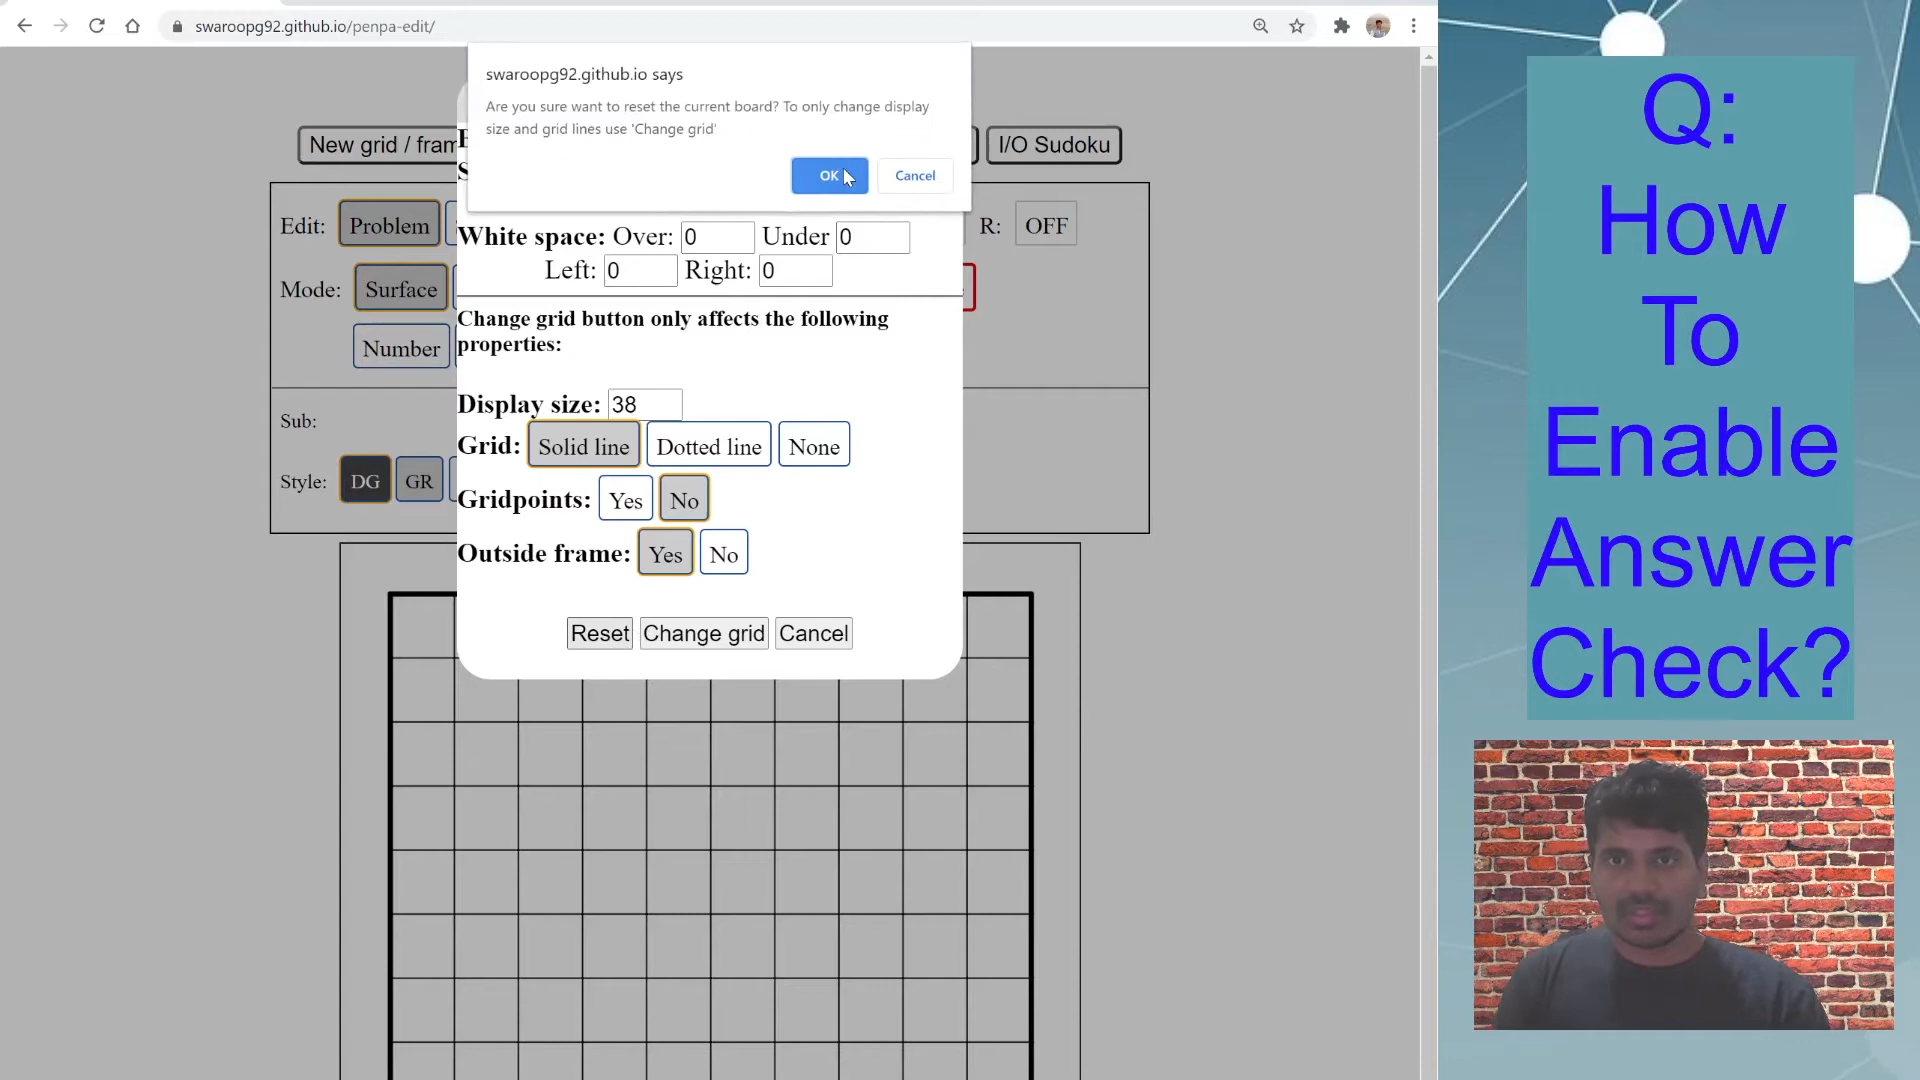 swaroopg92.github.io/penpa-edit/
swaroopg92.github.io says
Are you sure want to reset the current board? To only change display
size and grid lines use 'Change grid'
OK Cancel
New grid / fram
I/O Sudoku
Edit: Problem
R: OFF
White space: Over: 0 Under 0
Left: 0 Right: 0
Mode: Surface
Number
Change grid button only affects the following
properties:
Display size: 38
Grid: Solid line Dotted line None
Sub:
Style: DG GR
Gridpoints: Yes No
Outside frame: Yes No
Reset Change grid Cancel
Q:
How
To
Enable
Answer
Check?